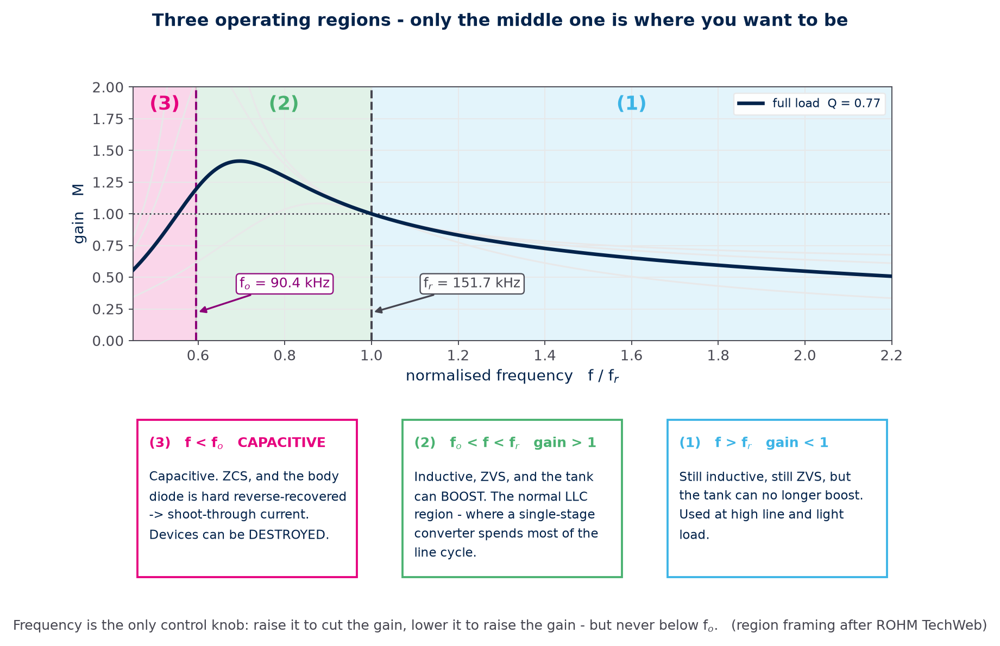 Three operating regions - only the middle one is where you want to be
(3)
(2)
(1)
full load  Q = 0.77
2.00
1.75
1.50
1.25
1.00
0.75
0.50
0.25
0.00
gain   M
fₒ = 90.4 kHz
fᵣ = 151.7 kHz
0.6 0.8 1.0 1.2 1.4 1.6 1.8 2.0 2.2
normalised frequency   f / fᵣ
(3)   f < fₒ   CAPACITIVE
Capacitive. ZCS, and the body
diode is hard reverse-recovered
-> shoot-through current.
Devices can be DESTROYED.
(2)   fₒ < f < fᵣ   gain > 1
Inductive, ZVS, and the tank
can BOOST. The normal LLC
region - where a single-stage
converter spends most of the
line cycle.
(1)   f > fᵣ   gain < 1
Still inductive, still ZVS, but
the tank can no longer boost.
Used at high line and light
load.
Frequency is the only control knob: raise it to cut the gain, lower it to raise the gain - but never below fₒ.   (region framing after ROHM TechWeb)